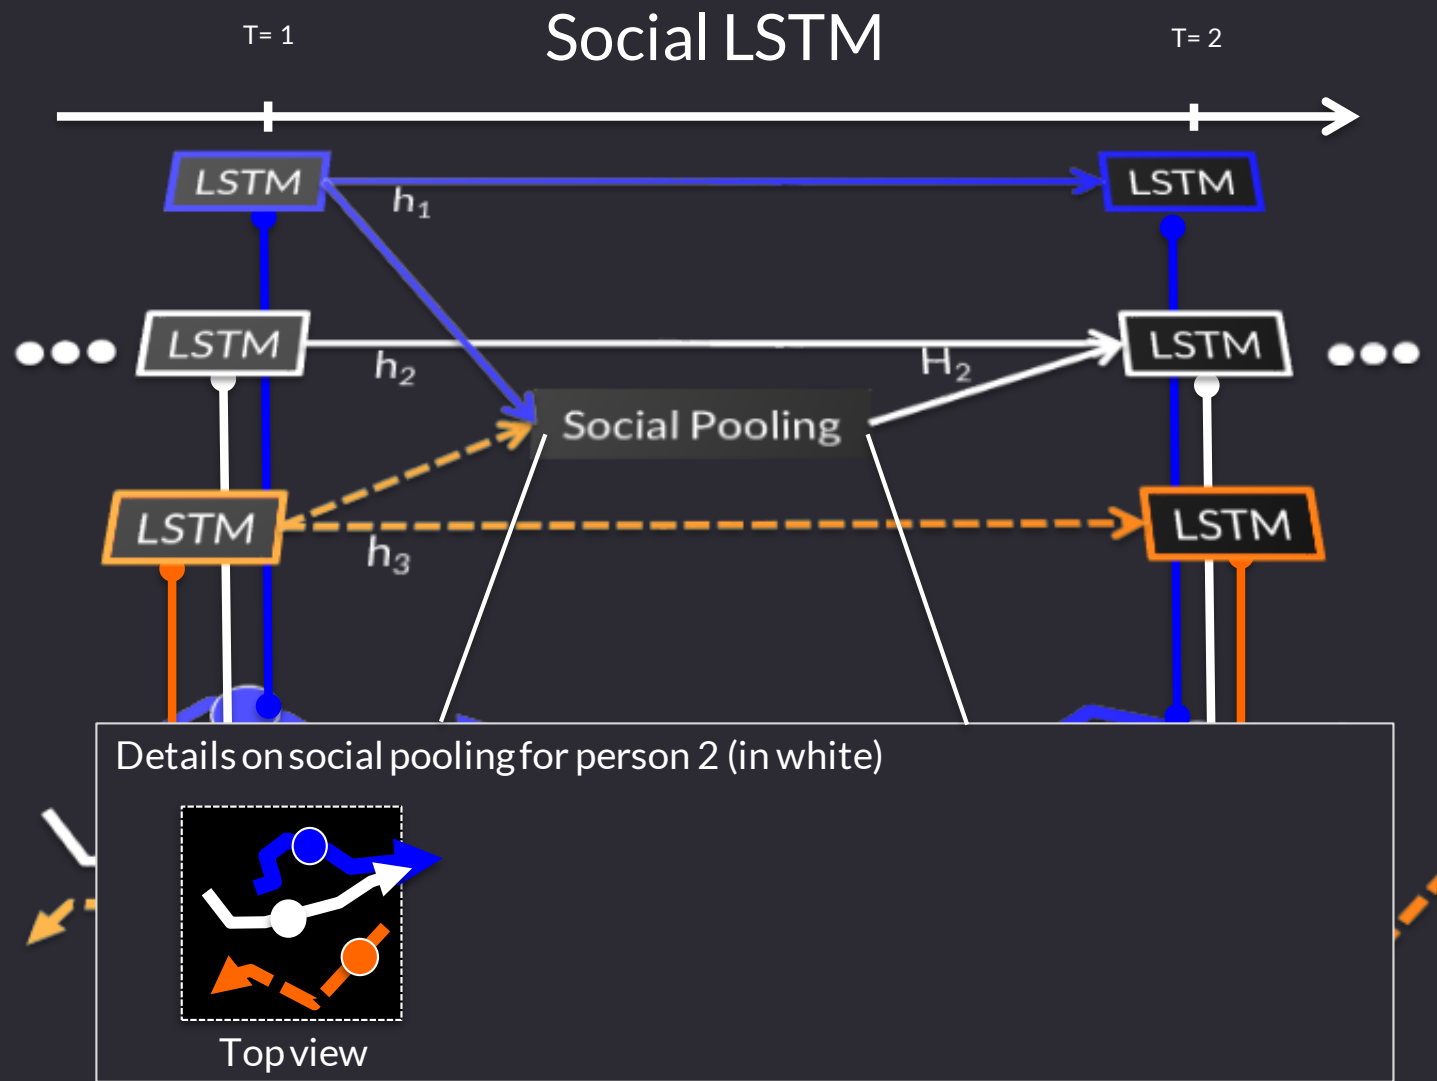 T= 1
Social LSTM
T= 2
LSTM
h₁
LSTM
LSTM
h₂
H₂
LSTM
Social Pooling
LSTM
h₃
LSTM
Details on social pooling for person 2 (in white)
Top view